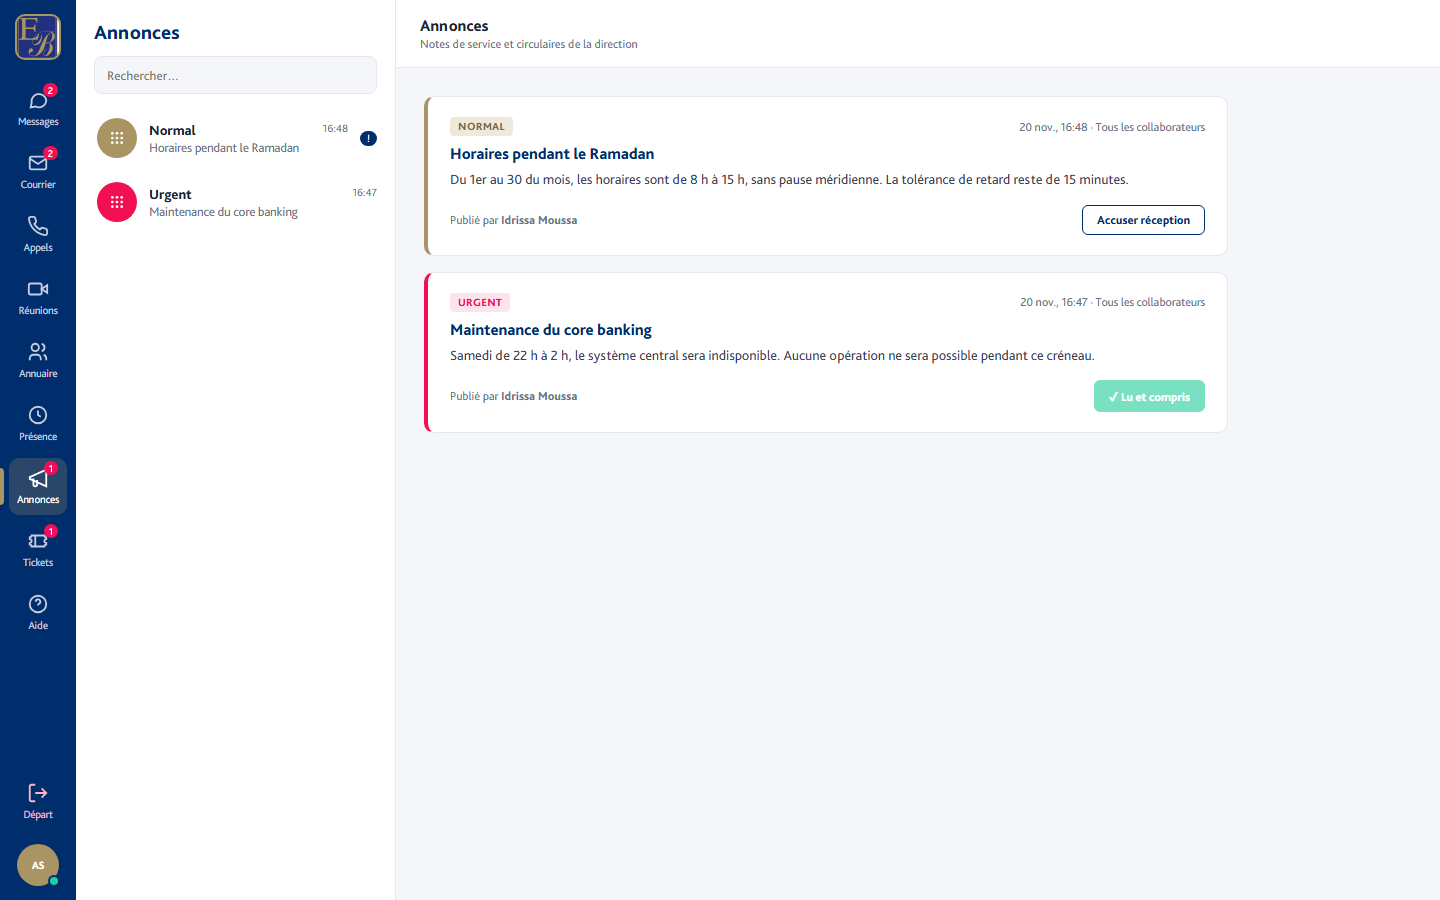 EB
2
Messages
2
Courrier
Appels
Réunions
Annuaire
Présence
1
Annonces
1
Tickets
Aide
Départ
AS
Annonces
Rechercher…
Normal
16:48
Horaires pendant le Ramadan
!
Urgent
16:47
Maintenance du core banking
Annonces
Notes de service et circulaires de la direction
NORMAL
20 nov., 16:48 · Tous les collaborateurs
Horaires pendant le Ramadan
Du 1er au 30 du mois, les horaires sont de 8 h à 15 h, sans pause méridienne. La tolérance de retard reste de 15 minutes.
Publié par Idrissa Moussa
Accuser réception
URGENT
20 nov., 16:47 · Tous les collaborateurs
Maintenance du core banking
Samedi de 22 h à 2 h, le système central sera indisponible. Aucune opération ne sera possible pendant ce créneau.
Publié par Idrissa Moussa
✓ Lu et compris